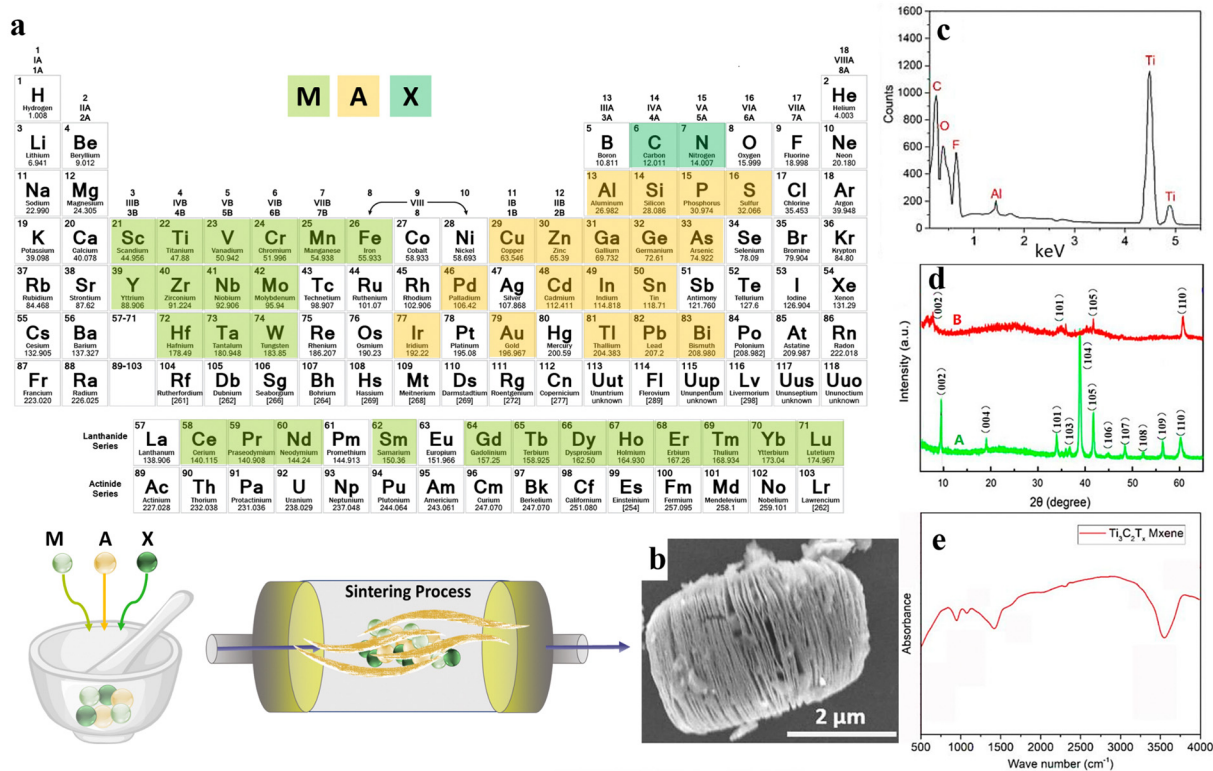 a
1
IA
1A
18
VIIIA
8A
M A X
1
H
Hydrogen
1.008
2
IIA
2A
13
IIIA
3A
14
IVA
4A
15
VA
5A
16
VIA
6A
17
VIIA
7A
2
He
Helium
4.003
3
Li
Lithium
6.941
4
Be
Beryllium
9.012
5
B
Boron
10.811
6
C
Carbon
12.011
7
N
Nitrogen
14.007
8
O
Oxygen
15.999
9
F
Fluorine
18.998
10
Ne
Neon
20.180
11
Na
Sodium
22.990
12
Mg
Magnesium
24.305
3
IIIB
3B
4
IVB
4B
5
VB
5B
6
VIB
6B
7
VIIB
7B
8
9
10
VIII
8
11
IB
1B
12
IIB
2B
13
Al
Aluminum
26.982
14
Si
Silicon
28.086
15
P
Phosphorus
30.974
16
S
Sulfur
32.066
17
Cl
Chlorine
35.453
18
Ar
Argon
39.948
19
K
Potassium
39.098
20
Ca
Calcium
40.078
21
Sc
Scandium
44.956
22
Ti
Titanium
47.88
23
V
Vanadium
50.942
24
Cr
Chromium
51.996
25
Mn
Manganese
54.938
26
Fe
Iron
55.933
27
Co
Cobalt
58.933
28
Ni
Nickel
58.693
29
Cu
Copper
63.546
30
Zn
Zinc
65.39
31
Ga
Gallium
69.732
32
Ge
Germanium
72.61
33
As
Arsenic
74.922
34
Se
Selenium
78.09
35
Br
Bromine
79.904
36
Kr
Krypton
84.80
37
Rb
Rubidium
84.468
38
Sr
Strontium
87.62
39
Y
Yttrium
88.906
40
Zr
Zirconium
91.224
41
Nb
Niobium
92.906
42
Mo
Molybdenum
95.94
43
Tc
Technetium
98.907
44
Ru
Ruthenium
101.07
45
Rh
Rhodium
102.906
46
Pd
Palladium
106.42
47
Ag
Silver
107.868
48
Cd
Cadmium
112.411
49
In
Indium
114.818
50
Sn
Tin
118.71
51
Sb
Antimony
121.760
52
Te
Tellurium
127.6
53
I
Iodine
126.904
54
Xe
Xenon
131.29
55
Cs
Cesium
132.905
56
Ba
Barium
137.327
57-71
72
Hf
Hafnium
178.49
73
Ta
Tantalum
180.948
74
W
Tungsten
183.85
75
Re
Rhenium
186.207
76
Os
Osmium
190.23
77
Ir
Iridium
192.22
78
Pt
Platinum
195.08
79
Au
Gold
196.967
80
Hg
Mercury
200.59
81
Tl
Thallium
204.383
82
Pb
Lead
207.2
83
Bi
Bismuth
208.980
84
Po
Polonium
[208.982]
85
At
Astatine
209.987
86
Rn
Radon
222.018
87
Fr
Francium
223.020
88
Ra
Radium
226.025
89-103
104
Rf
Rutherfordium
[261]
105
Db
Dubnium
[262]
106
Sg
Seaborgium
[266]
107
Bh
Bohrium
[264]
108
Hs
Hassium
[269]
109
Mt
Meitnerium
[268]
110
Ds
Darmstadtium
[269]
111
Rg
Roentgenium
[272]
112
Cn
Copernicium
[277]
113
Uut
Ununtrium
unknown
114
Fl
Flerovium
[289]
115
Uup
Ununpentium
unknown
116
Lv
Livermorium
[298]
117
Uus
Ununseptium
unknown
118
Uuo
Ununoctium
unknown
Lanthanide
Series
57
La
Lanthanum
138.906
58
Ce
Cerium
140.115
59
Pr
Praseodymium
140.908
60
Nd
Neodymium
144.24
61
Pm
Promethium
144.913
62
Sm
Samarium
150.36
63
Eu
Europium
151.966
64
Gd
Gadolinium
157.25
65
Tb
Terbium
158.925
66
Dy
Dysprosium
162.50
67
Ho
Holmium
164.930
68
Er
Erbium
167.26
69
Tm
Thulium
168.934
70
Yb
Ytterbium
173.04
71
Lu
Lutetium
174.967
Actinide
Series
89
Ac
Actinium
227.028
90
Th
Thorium
232.038
91
Pa
Protactinium
231.036
92
U
Uranium
238.029
93
Np
Neptunium
237.048
94
Pu
Plutonium
244.064
95
Am
Americium
243.061
96
Cm
Curium
247.070
97
Bk
Berkelium
247.070
98
Cf
Californium
251.080
99
Es
Einsteinium
[254]
100
Fm
Fermium
257.095
101
Md
Mendelevium
258.1
102
No
Nobelium
259.101
103
Lr
Lawrencium
[262]
M A X
Sintering Process
b
2 µm
c
1600
1400
1200
1000
800
600
400
200
0
Counts
C
O
F
Al
Ti
Ti
1 2 3 4 5
keV
d
Intensity (a.u.)
(002)
B
(101)
(105)
(110)
(104)
(002)
A
(004)
(101)
(103)
(105)
(106)
(107)
(108)
(109)
(110)
10 20 30 40 50 60
2θ (degree)
e
Ti₃C₂Tₓ Mxene
Absorbance
500 1000 1500 2000 2500 3000 3500 4000
Wave number (cm⁻¹)